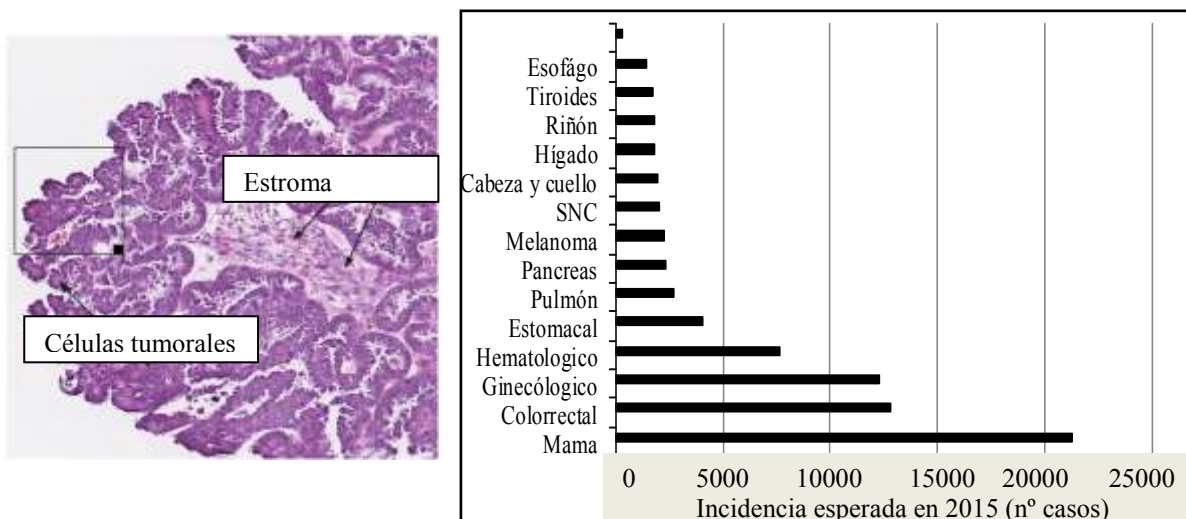 Estroma
Células tumorales
Esofágo
Tiroides
Riñón
Hígado
Cabeza y cuello
SNC
Melanoma
Pancreas
Pulmón
Estomacal
Hematologico
Ginecólogico
Colorrectal
Mama
0 5000 10000 15000 20000 25000
Incidencia esperada en 2015 (nº casos)